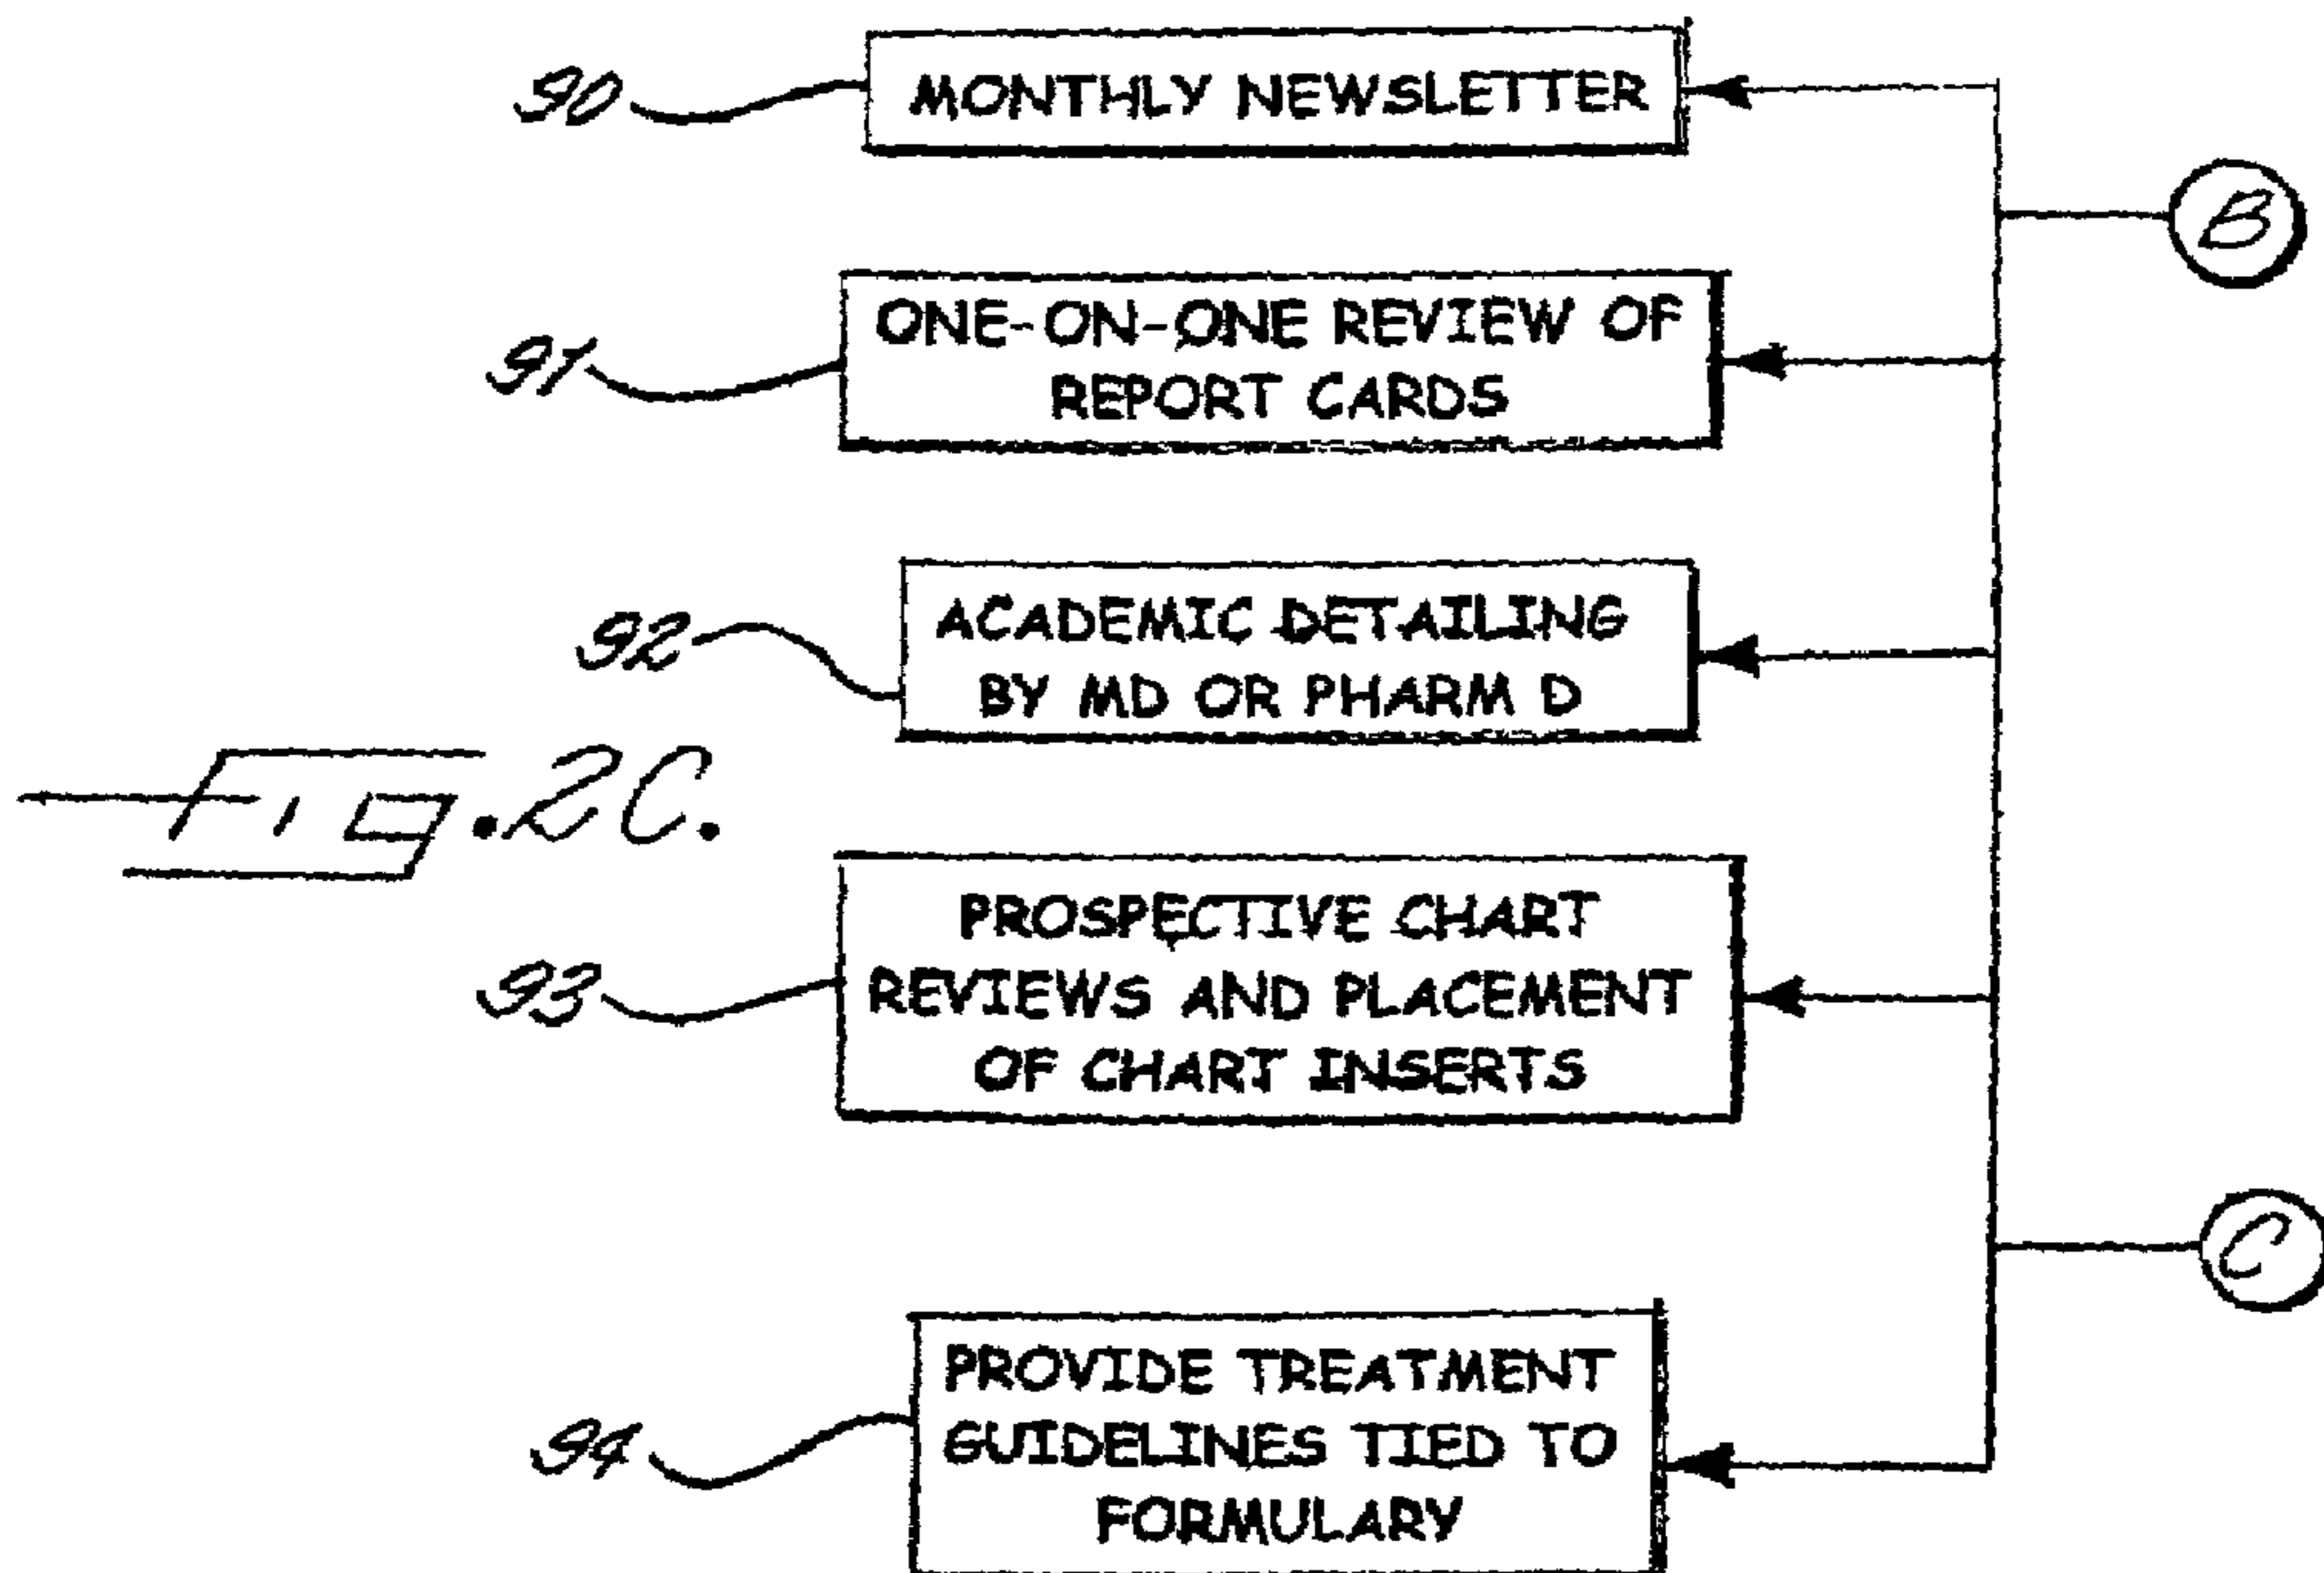 90
MONTHLY NEWSLETTER
B
91
ONE-ON-ONE REVIEW OF
REPORT CARDS
92
ACADEMIC DETAILING
BY MD OR PHARM D
Fig. 2C.
93
PROSPECTIVE CHART
REVIEWS AND PLACEMENT
OF CHART INSERTS
C
94
PROVIDE TREATMENT
GUIDELINES TIED TO
FORMULARY